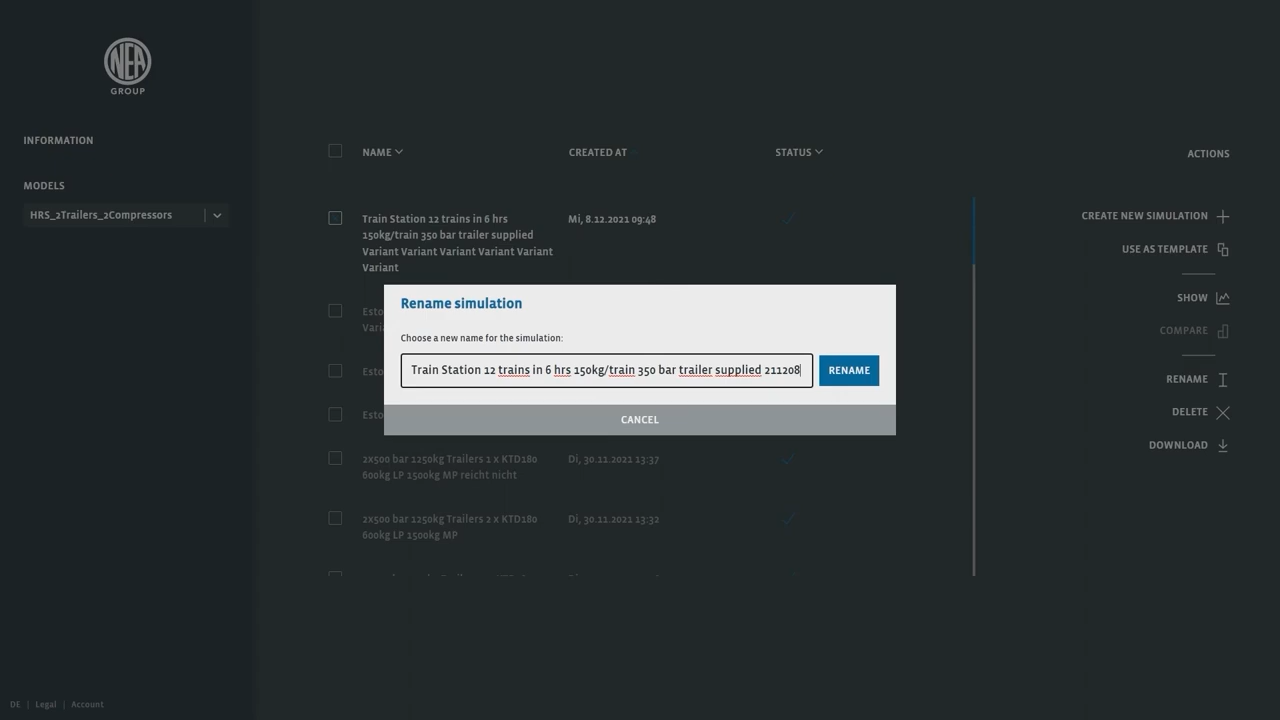 NEA
GROUP
INFORMATION
MODELS
HRS_2Trailers_2Compressors
NAME
CREATED AT
STATUS
ACTIONS
Train Station 12 trains in 6 hrs
150kg/train 350 bar trailer supplied
Variant Variant Variant Variant Variant
Variant
Mi, 8.12.2021 09:48
CREATE NEW SIMULATION
USE AS TEMPLATE
SHOW
COMPARE
RENAME
DELETE
DOWNLOAD
Esto
Varia
Esto
Esto
Rename simulation
Choose a new name for the simulation:
Train Station 12 trains in 6 hrs 150kg/train 350 bar trailer supplied 211208
RENAME
CANCEL
2x500 bar 1250kg Trailers 1 x KTD180
600kg LP 1500kg MP reicht nicht
Di, 30.11.2021 13:37
2x500 bar 1250kg Trailers 2 x KTD180
600kg LP 1500kg MP
Di, 30.11.2021 13:32
DE | Legal | Account